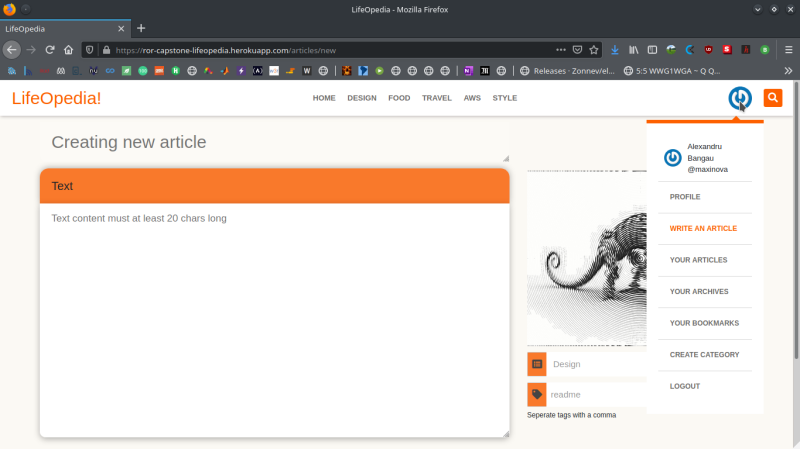 LifeOpedia - Mozilla Firefox
LifeOpedia
https://ror-capstone-lifeopedia.herokuapp.com/articles/new
Releases · Zonnev/el...
5:5 WWG1WGA ~ Q Q...
LifeOpedia!
HOME DESIGN FOOD TRAVEL AWS STYLE
Creating new article
Text
Text content must at least 20 chars long
Alexandru
Bangau
@maxinova
PROFILE
WRITE AN ARTICLE
YOUR ARTICLES
YOUR ARCHIVES
YOUR BOOKMARKS
CREATE CATEGORY
LOGOUT
Design
readme
Seperate tags with a comma